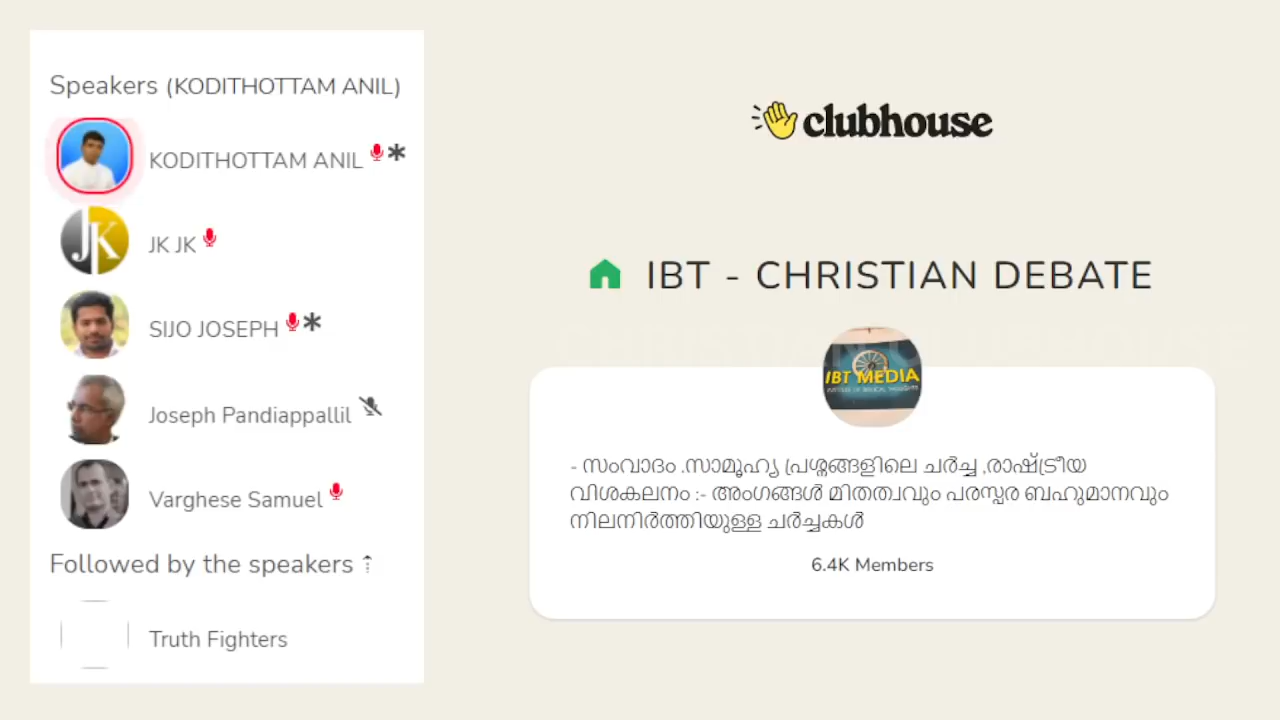 Speakers (KODITHOTTAM ANIL)
KODITHOTTAM ANIL
JK
JK JK
SIJO JOSEPH
Joseph Pandiappallil
Varghese Samuel
Followed by the speakers
Truth Fighters
clubhouse
IBT - CHRISTIAN DEBATE
IBT MEDIA
- സംവാദം .സാമൂഹ്യ പ്രശ്നങ്ങളിലെ ചർച്ച ,രാഷ്ട്രീയ
വിശകലനം :- അംഗങ്ങൾ മിതത്വവും പരസ്പര ബഹുമാനവും
നിലനിർത്തിയുള്ള ചർച്ചകൾ
6.4K Members